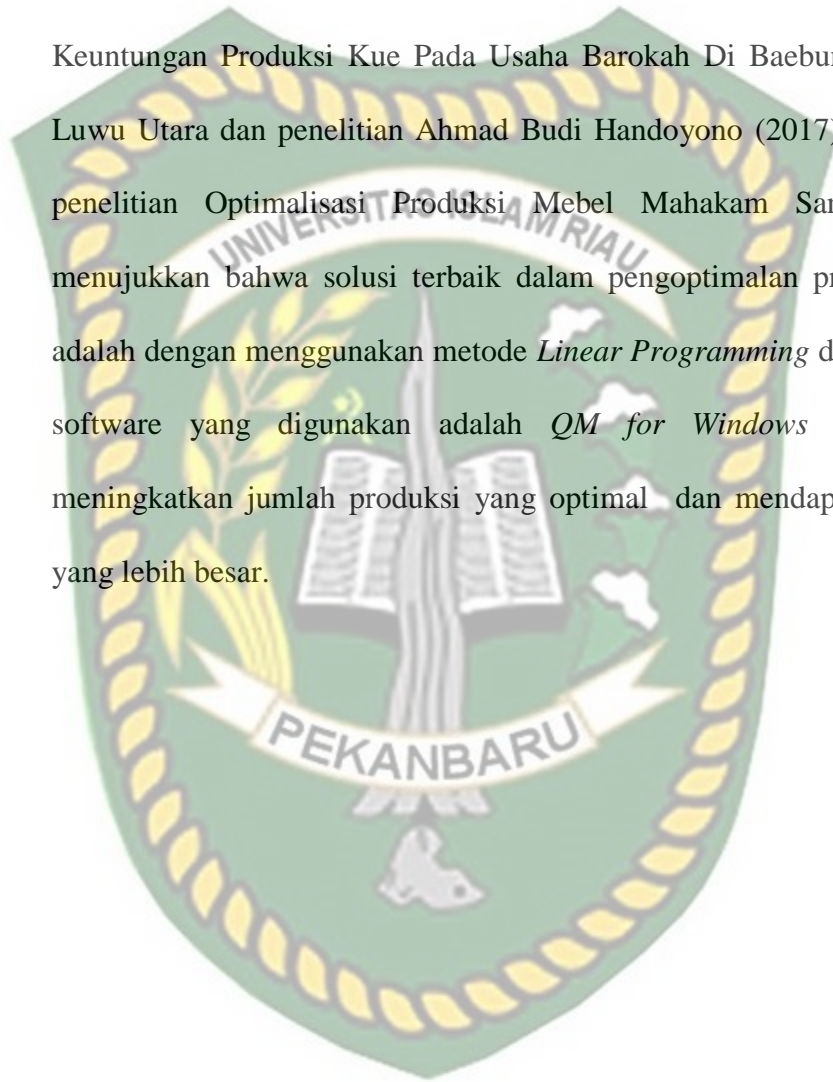 Keuntungan Produksi Kue Pada Usaha Barokah Di Baebun
Luwu Utara dan penelitian Ahmad Budi Handoyono (2017)
penelitian Optimalisasi Produksi Mebel Mahakam Sar
UNIVERSITAS ISLAM RIAU
menujukkan bahwa solusi terbaik dalam pengoptimalan pr
adalah dengan menggunakan metode Linear Programming d
software yang digunakan adalah QM for Windows
meningkatkan jumlah produksi yang optimal dan mendap
yang lebih besar.
PEKANBARU